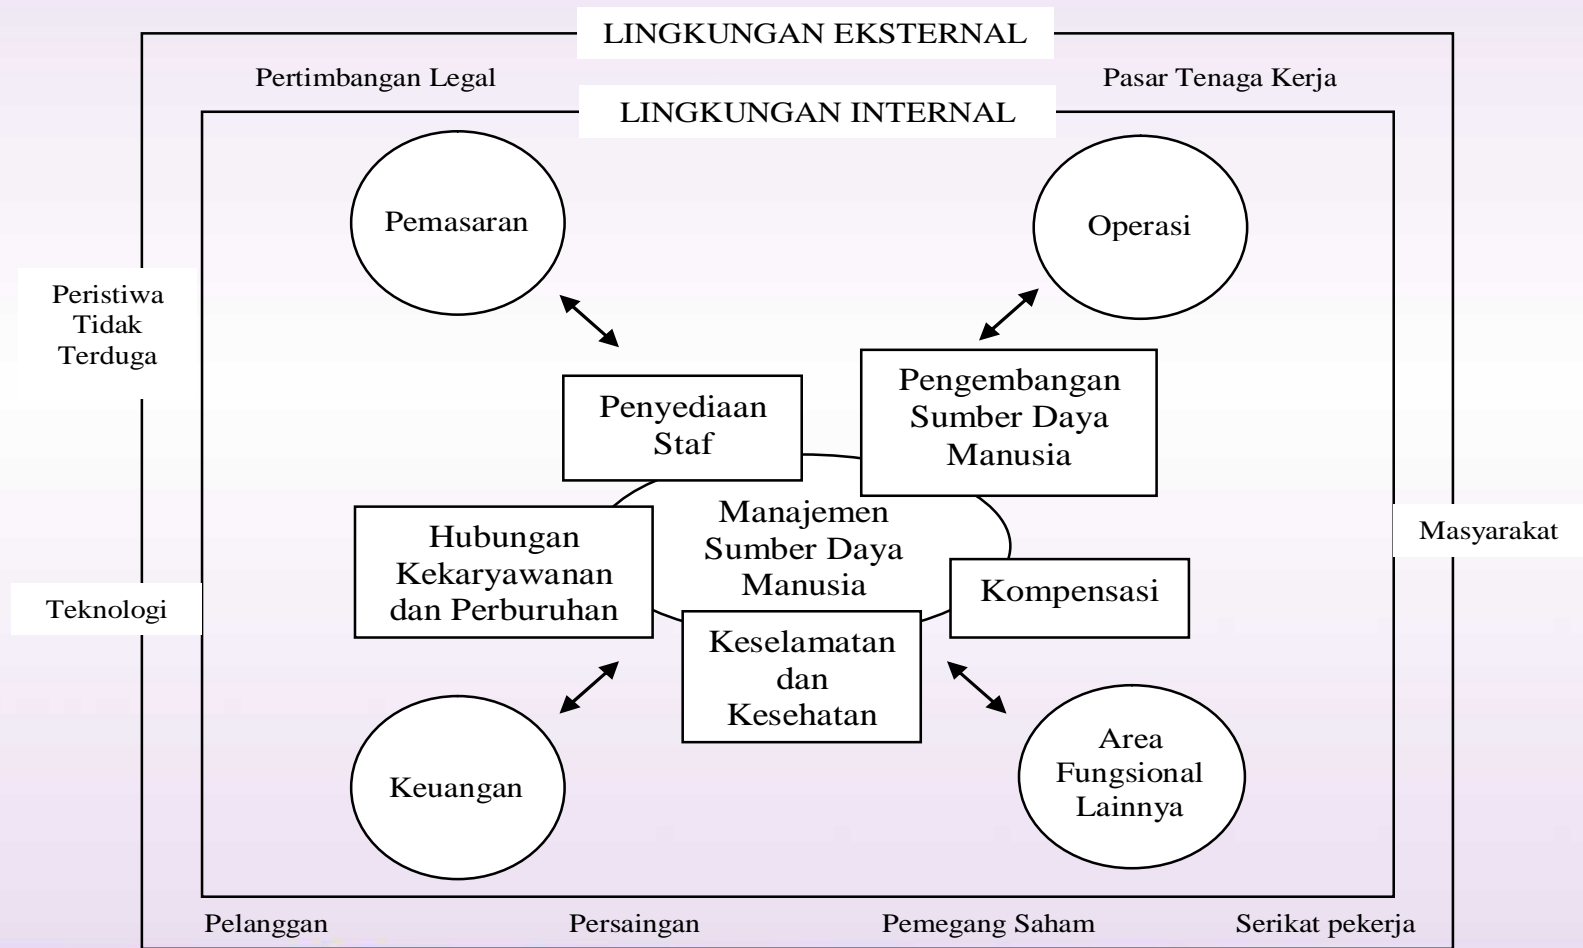 LINGKUNGAN EKSTERNAL
Pertimbangan Legal
Pasar Tenaga Kerja
LINGKUNGAN INTERNAL
Pemasaran
Operasi
Peristiwa
Tidak
Terduga
Penyediaan
Staf
Pengembangan
Sumber Daya
Manusia
Manajemen
Sumber Daya
Manusia
Hubungan
Kekaryawanan
dan Perburuhan
Masyarakat
Teknologi
Kompensasi
Keselamatan
dan
Kesehatan
Keuangan
Area
Fungsional
Lainnya
Pelanggan
Persaingan
Pemegang Saham
Serikat pekerja